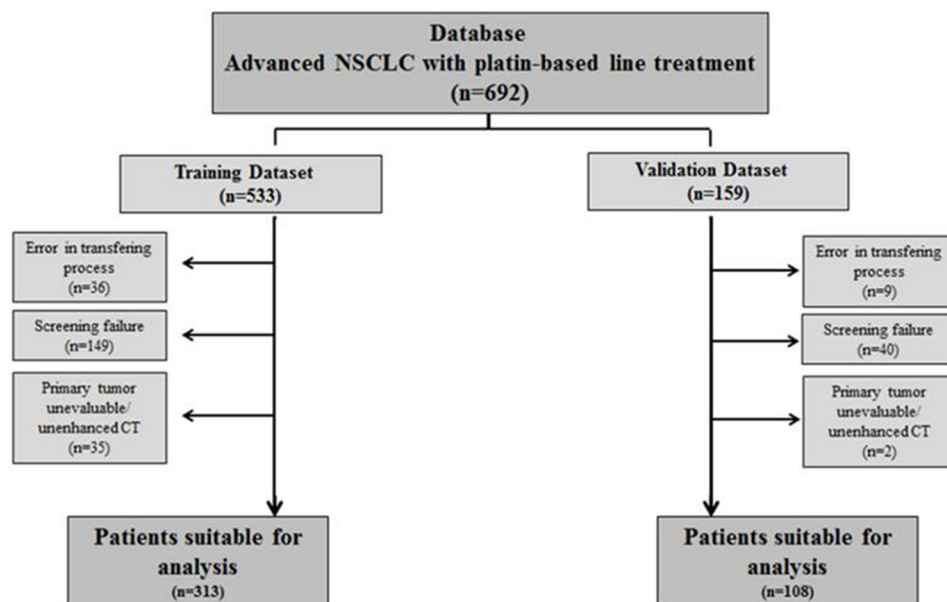 Database
Advanced NSCLC with platin-based line treatment
(n=692)
Training Dataset
(n=533)
Validation Dataset
(n=159)
Error in transfering
process
(n=36)
Screening failure
(n=149)
Primary tumor
unevaluable/
unenhanced CT
(n=35)
Error in transfering
process
(n=9)
Screening failure
(n=40)
Primary tumor
unevaluable/
unenhanced CT
(n=2)
Patients suitable for
analysis
(n=313)
Patients suitable for
analysis
(n=108)